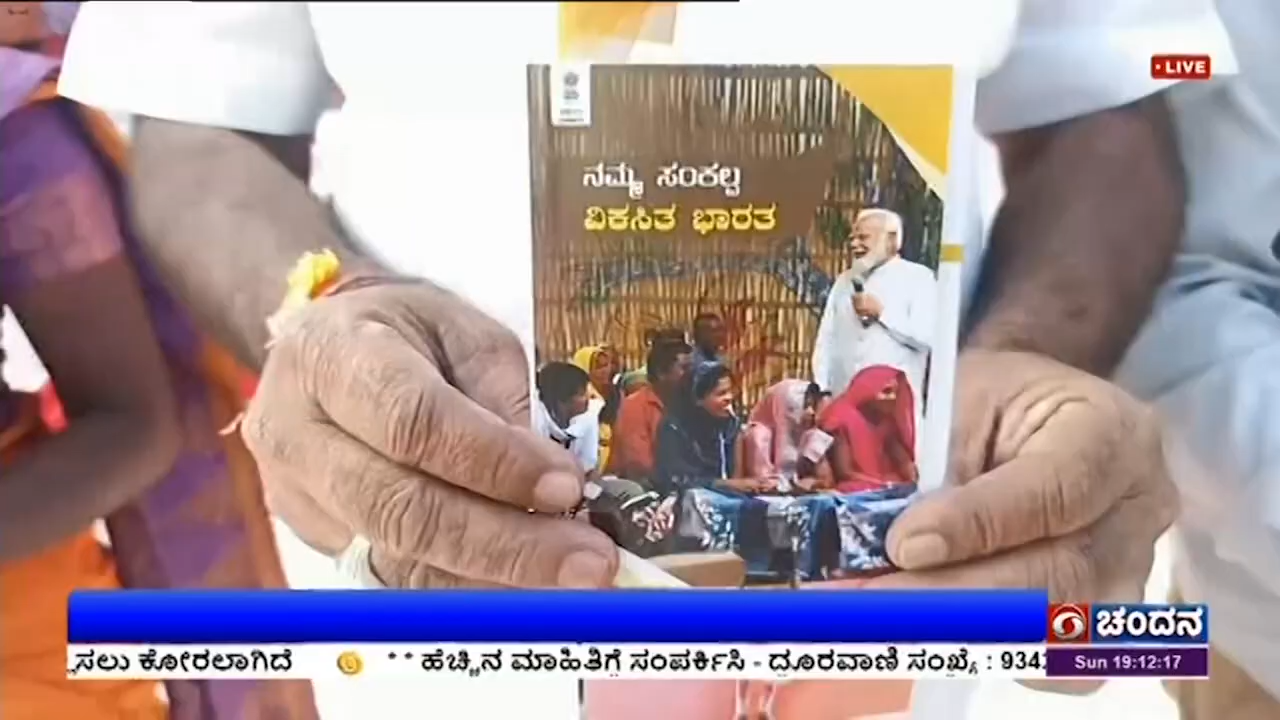 • LIVE
ನಮ್ಮ ಸಂಕಲ್ಪ
ವಿಕಸಿತ ಭಾರತ
ಚಂದನ
ಸಲು ಕೋರಲಾಗಿದೆ ** ಹೆಚ್ಚಿನ ಮಾಹಿತಿಗೆ ಸಂಪರ್ಕಿಸಿ - ದೂರವಾಣಿ ಸಂಖ್ಯೆ : 934
Sun 19:12:17